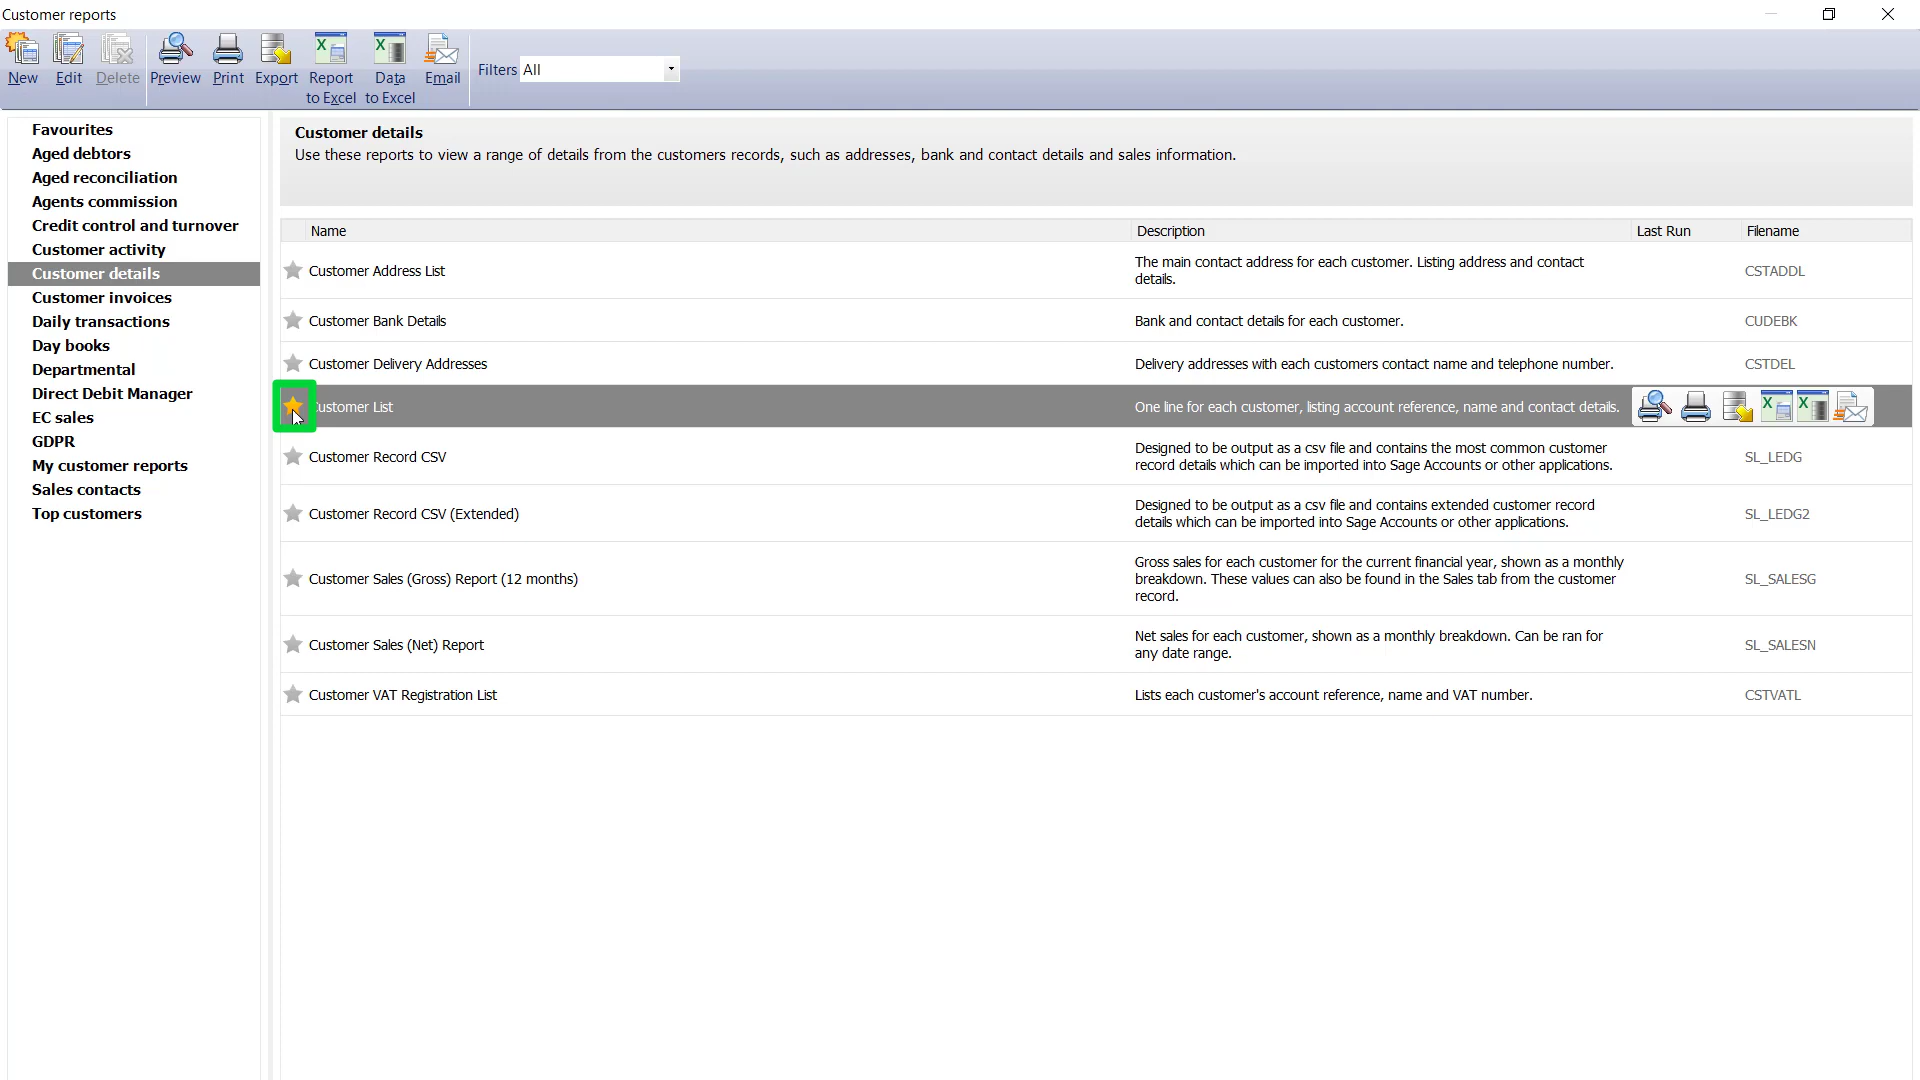 Customer reports
New
Edit
Delete
Preview
Print
Export
Report
to Excel
Data
to Excel
Email
Filters All
Favourites
Aged debtors
Aged reconciliation
Agents commission
Credit control and turnover
Customer activity
Customer details
Customer invoices
Daily transactions
Day books
Departmental
Direct Debit Manager
EC sales
GDPR
My customer reports
Sales contacts
Top customers
Customer details
Use these reports to view a range of details from the customers records, such as addresses, bank and contact details and sales information.
Name Description Last Run Filename
Customer Address List
The main contact address for each customer. Listing address and contact
details.
CSTADDL
Customer Bank Details
Bank and contact details for each customer.
CUDEBK
Customer Delivery Addresses
Delivery addresses with each customers contact name and telephone number.
CSTDEL
ustomer List
One line for each customer, listing account reference, name and contact details.
Customer Record CSV
Designed to be output as a csv file and contains the most common customer
record details which can be imported into Sage Accounts or other applications.
SL_LEDG
Customer Record CSV (Extended)
Designed to be output as a csv file and contains extended customer record
details which can be imported into Sage Accounts or other applications.
SL_LEDG2
Customer Sales (Gross) Report (12 months)
Gross sales for each customer for the current financial year, shown as a monthly
breakdown. These values can also be found in the Sales tab from the customer
record.
SL_SALESG
Customer Sales (Net) Report
Net sales for each customer, shown as a monthly breakdown. Can be ran for
any date range.
SL_SALESN
Customer VAT Registration List
Lists each customer's account reference, name and VAT number.
CSTVATL